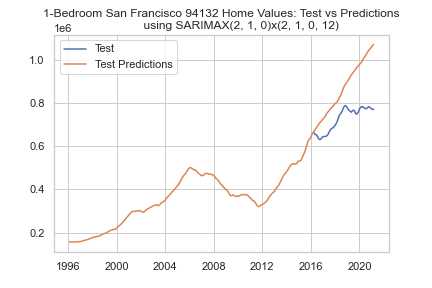 1-Bedroom San Francisco 94132 Home Values: Test vs Predictions
using SARIMAX(2, 1, 0)x(2, 1, 0, 12)
1e6
Test
Test Predictions
1.0
0.8
0.6
0.4
0.2
1996 2000 2004 2008 2012 2016 2020